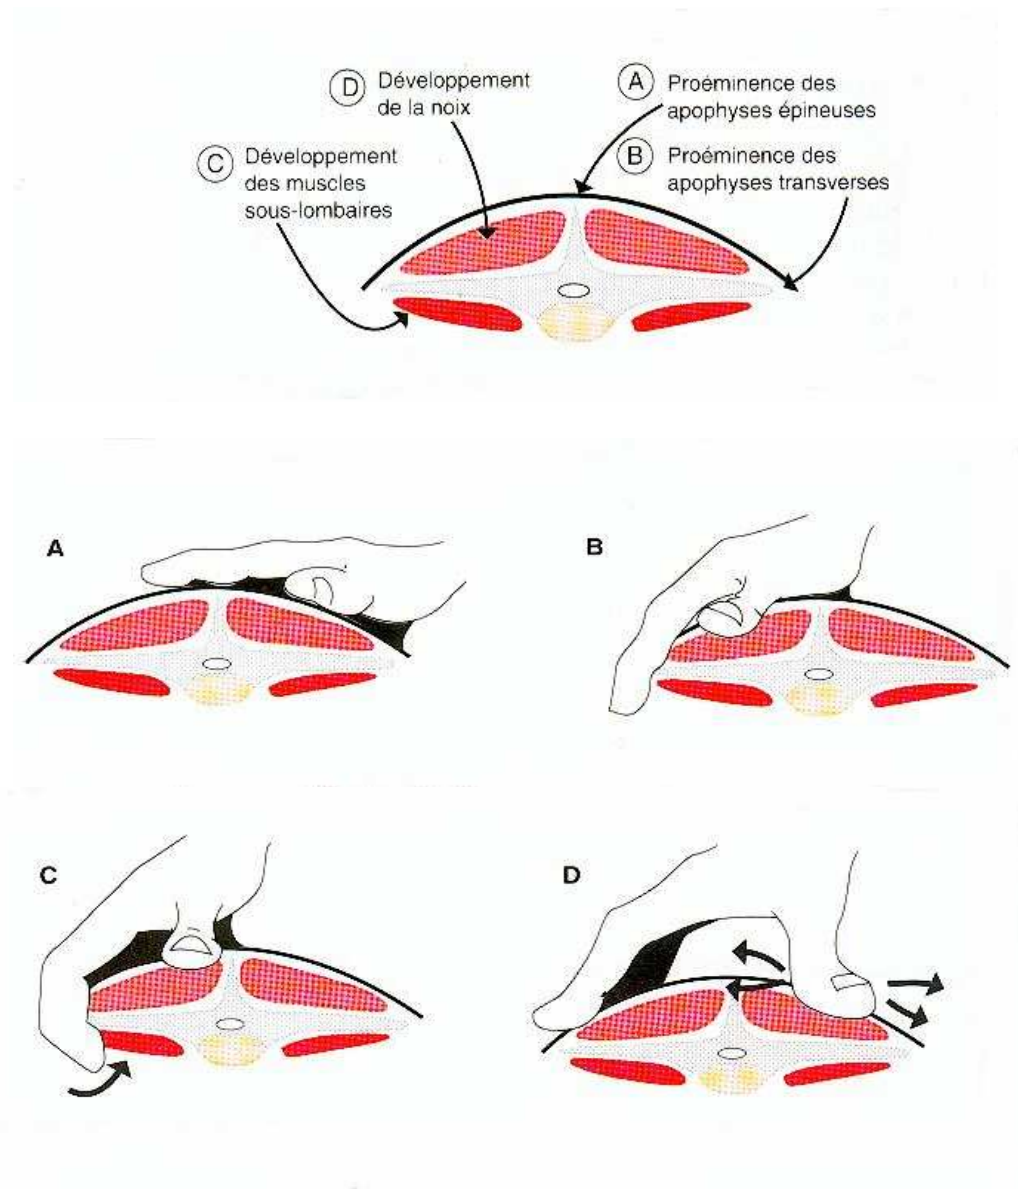 D Développement
de la noix
A Proéminence des
apophyses épineuses
C Développement
des muscles
sous-lombaires
B Proéminence des
apophyses transverses
A
B
C
D